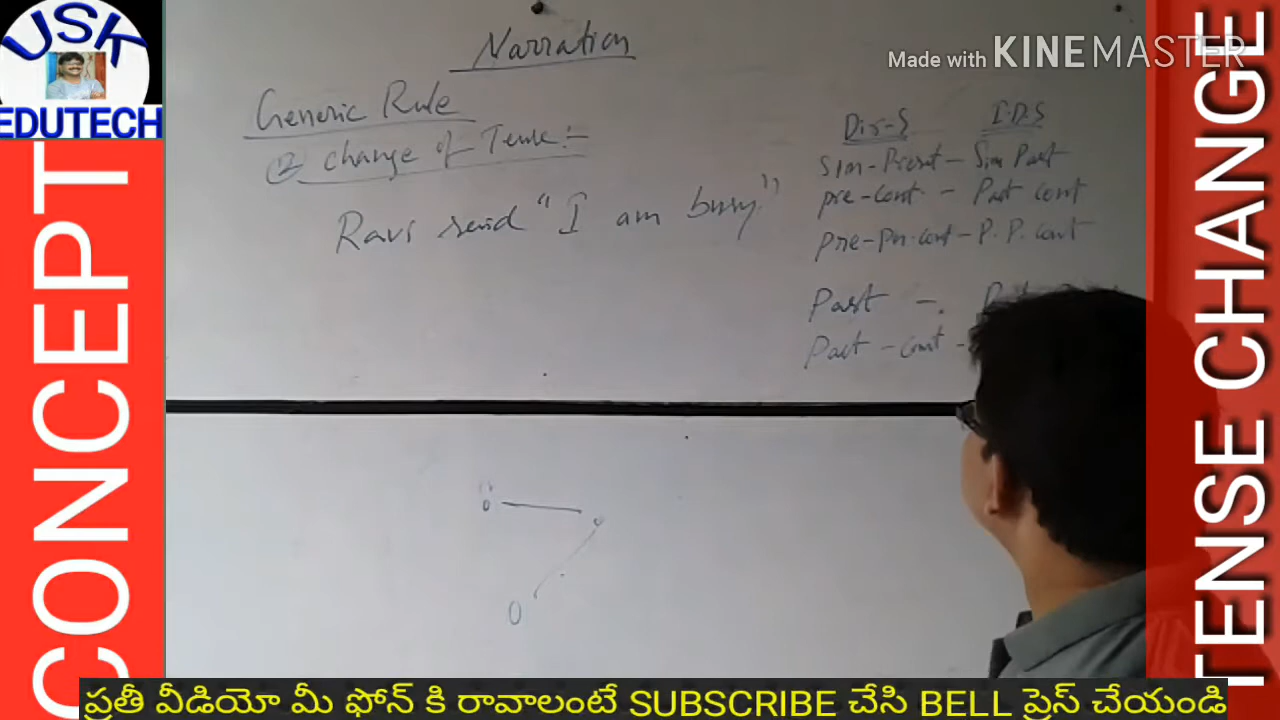 USK
EDUTECH
CONCEPT
Made with KINEMASTER
TENSE CHANGE
Narration
Generic Rule
② change of Tense:-
Ravi said "I am busy"
Dir-S I.D.S
Sim-Present - Sim Past
Pre-cont - Past cont
Pre-Per-cont - P.P. cont
Past -
Past - cont -
ప్రతీ వీడియో మీ ఫోన్ కి రావాలంటే SUBSCRIBE చేసి BELL ప్రెస్ చేయండి